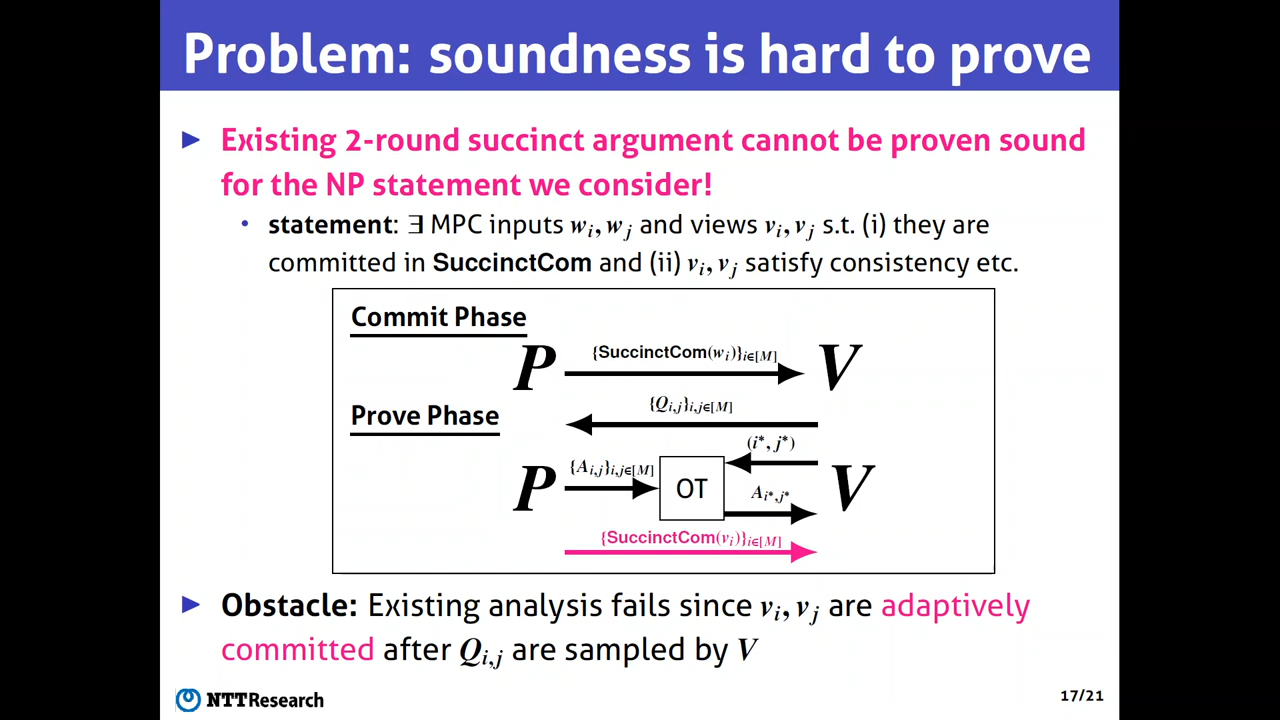 Problem: soundness is hard to prove
Existing 2-round succinct argument cannot be proven sound
for the NP statement we consider!
• statement: ∃ MPC inputs wᵢ, wⱼ and views vᵢ, vⱼ s.t. (i) they are
committed in SuccinctCom and (ii) vᵢ, vⱼ satisfy consistency etc.
Commit Phase
P {SuccinctCom(wᵢ)}i∈[M] V
Prove Phase
{Qi,j}i,j∈[M]
(i*, j*)
P {Ai,j}i,j∈[M] OT Ai*,j* V
{SuccinctCom(vᵢ)}i∈[M]
Obstacle: Existing analysis fails since vᵢ, vⱼ are adaptively
committed after Qi,j are sampled by V
NTTResearch
17/21